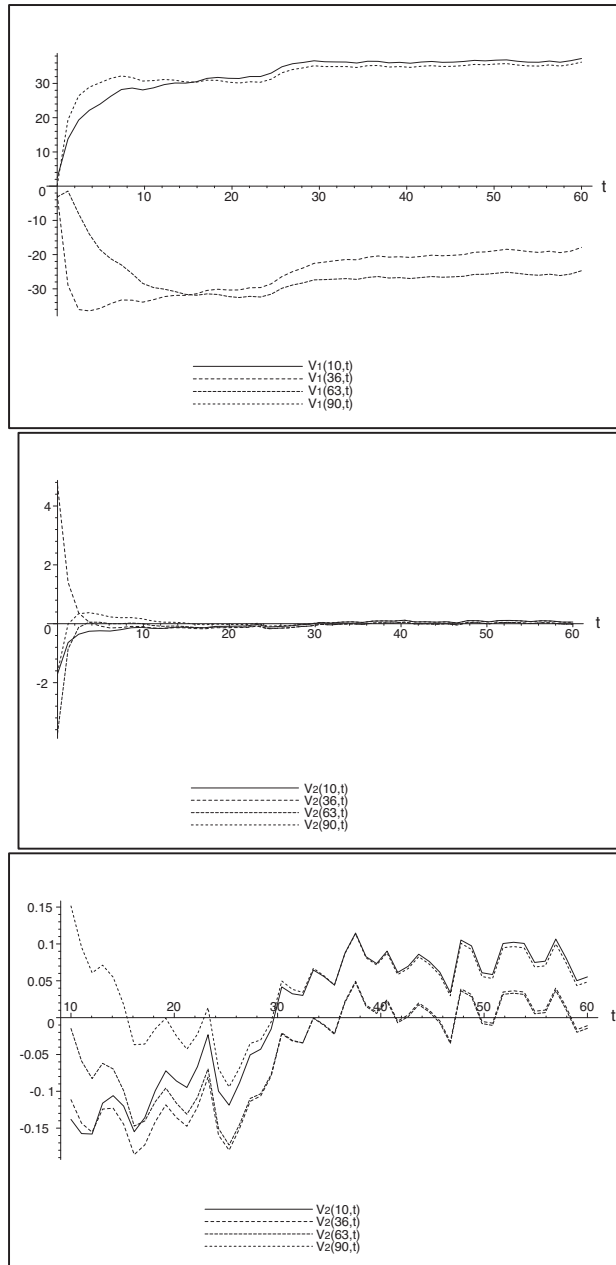 30
20
10
0 10 20 30 40 50 60 t
-10
-20
-30
V1(10,t)
V1(36,t)
V1(63,t)
V1(90,t)
4
2
0 10 20 30 40 50 60 t
-2
V2(10,t)
V2(36,t)
V2(63,t)
V2(90,t)
0.15
0.1
0.05
10 20 30 40 50 60
0 t
-0.05
-0.1
-0.15
V2(10,t)
V2(36,t)
V2(63,t)
V2(90,t)